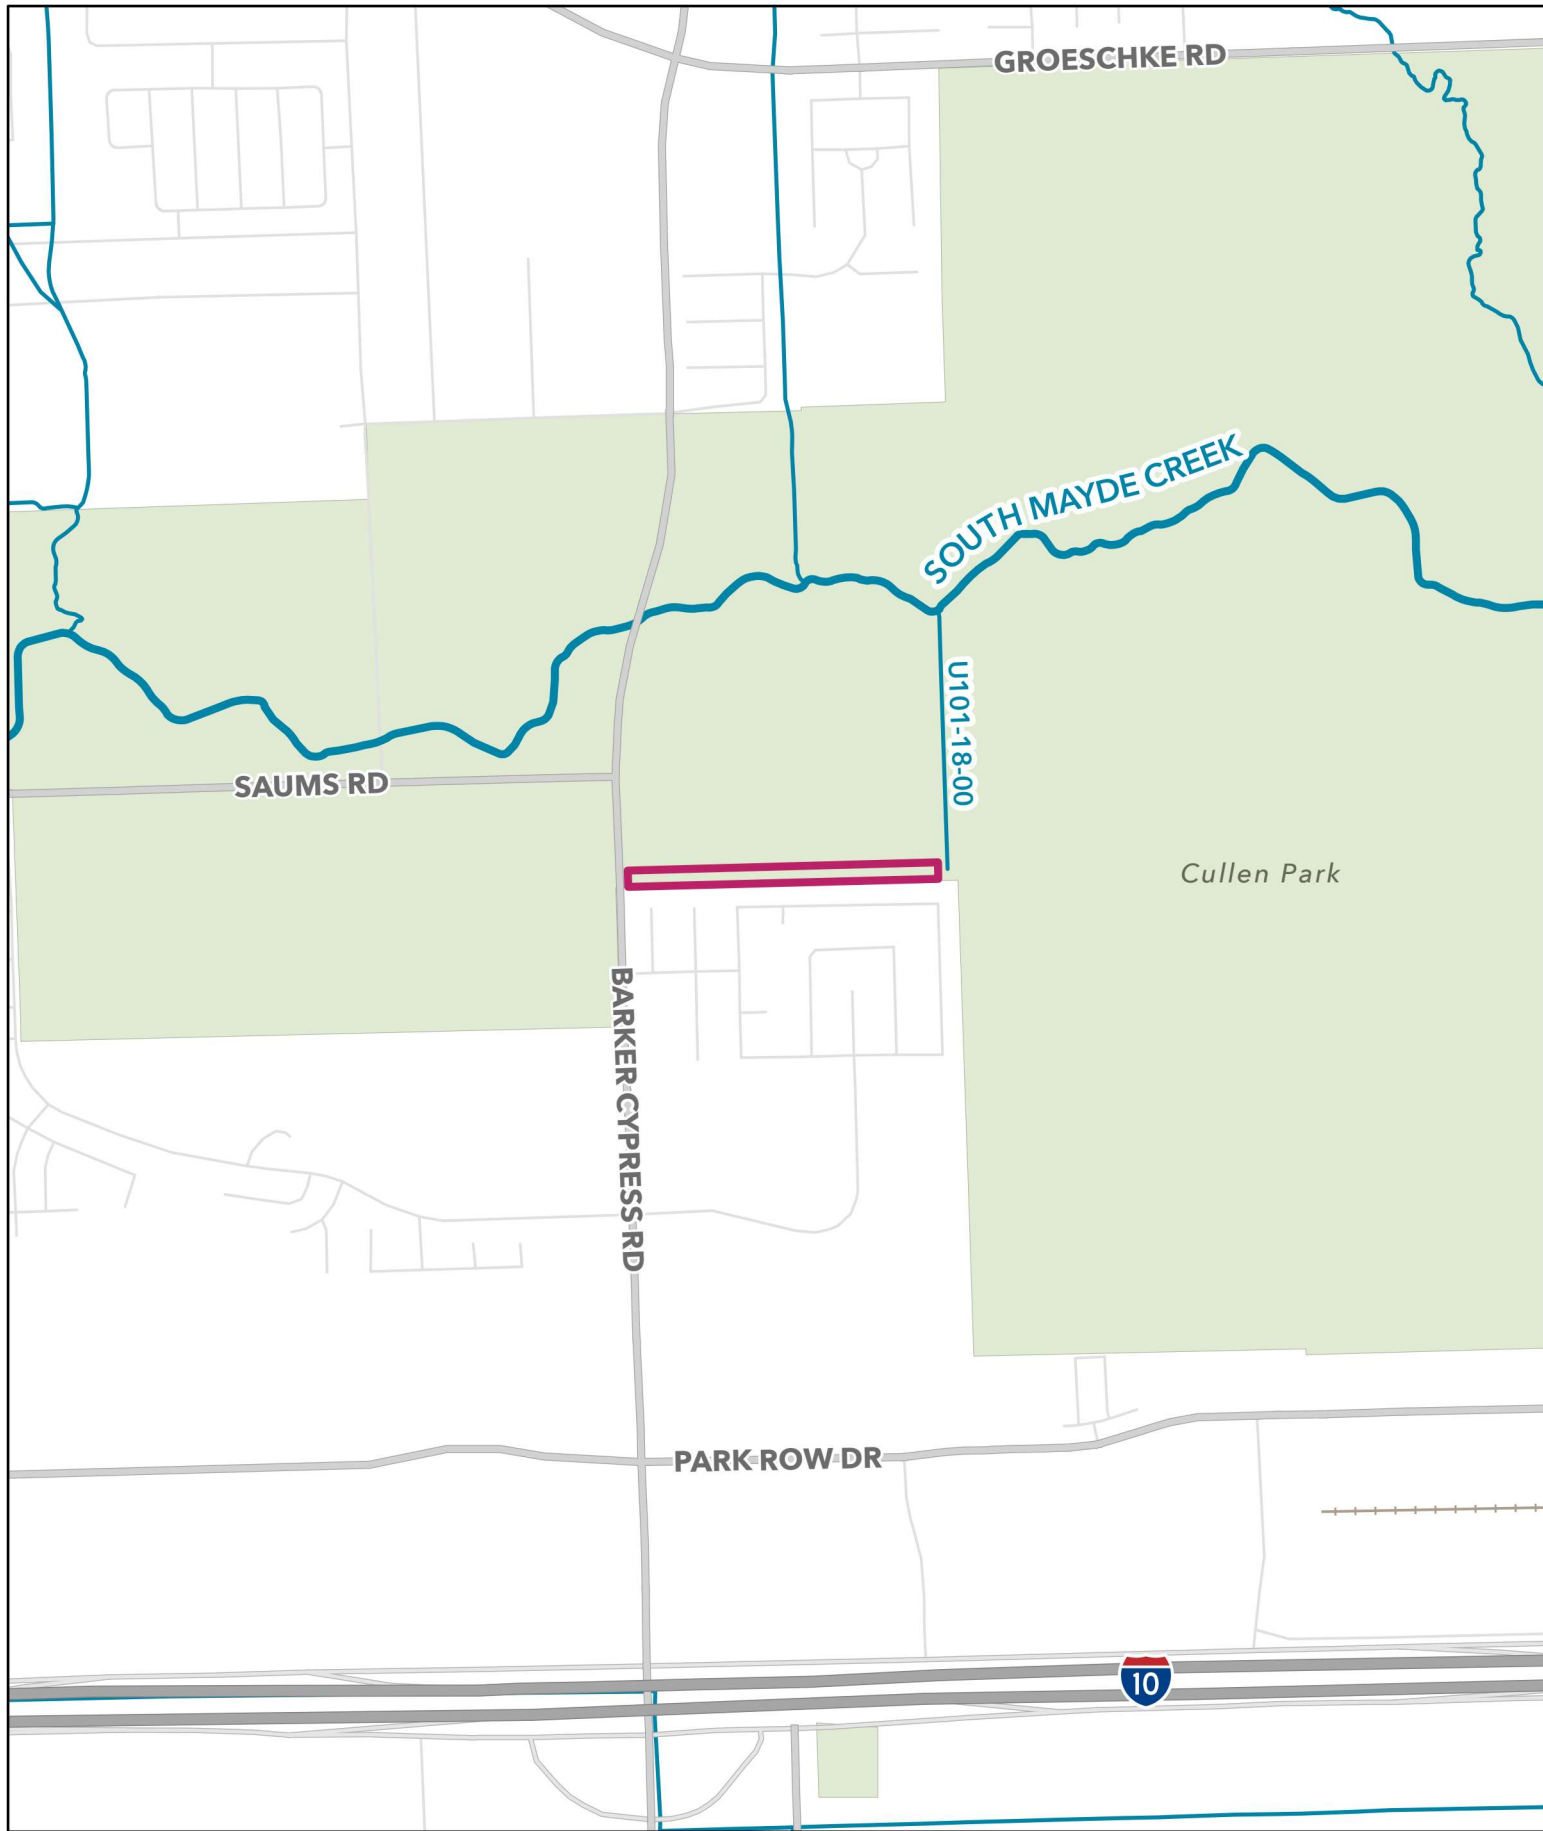 GROESCHKE RD
SOUTH MAYDE CREEK
U101-18-00
SAUMS RD
Cullen Park
BARKER CYPRESS RD
PARK ROW DR
10